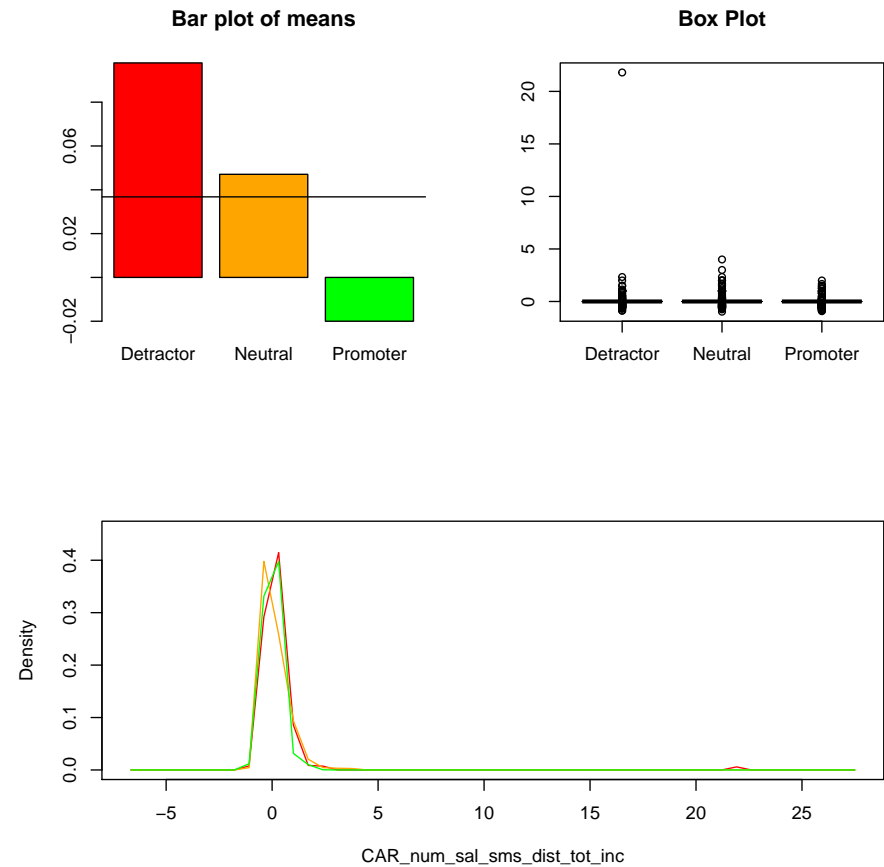 Bar plot of means
−0.02
0.02
0.06
Detractor Neutral Promoter
Box Plot
0
5
10
15
20
Detractor Neutral Promoter
Density
0.0
0.1
0.2
0.3
0.4
−5 0 5 10 15 20 25
CAR_num_sal_sms_dist_tot_inc